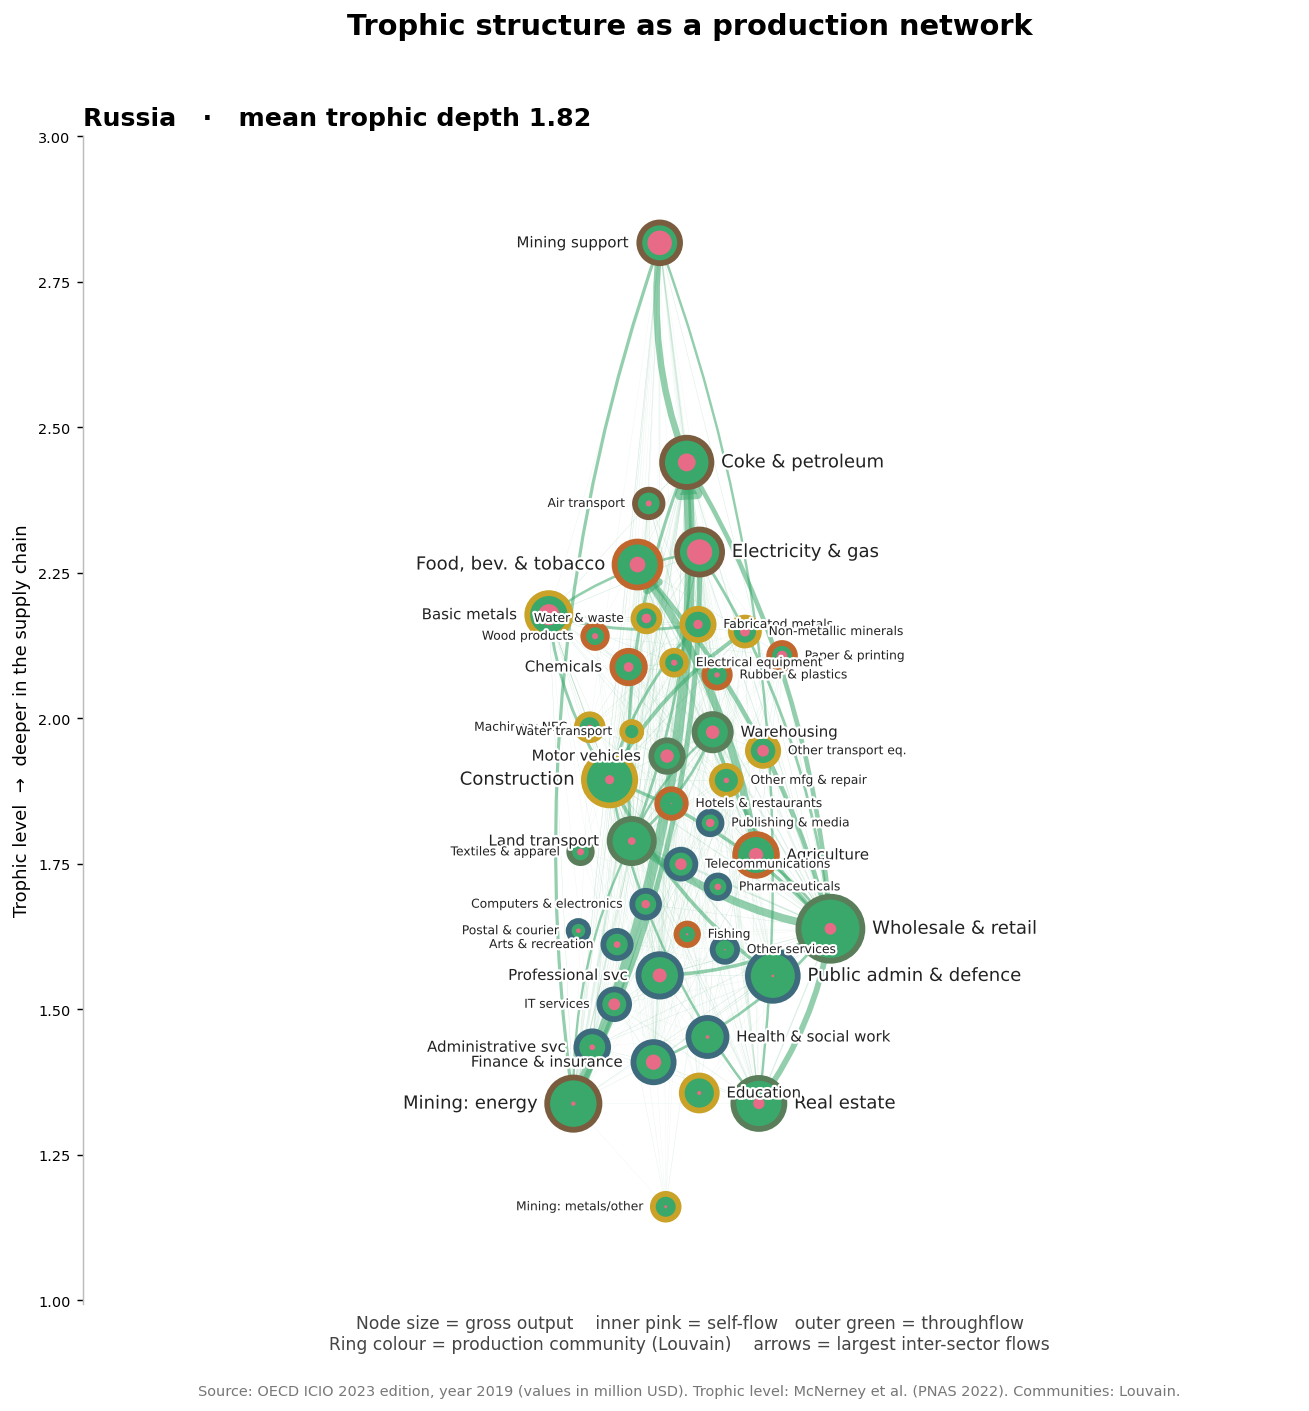 Trophic structure as a production network
Russia · mean trophic depth 1.82
3.00
2.75
2.50
2.25
2.00
1.75
1.50
1.25
1.00
Trophic level → deeper in the supply chain
Mining support
Coke & petroleum
Air transport
Electricity & gas
Food, bev. & tobacco
Basic metals
Water & waste
Fabricated metals
Non-metallic minerals
Wood products
Paper & printing
Chemicals
Electrical equipment
Rubber & plastics
Machinery NEC
Water transport
Warehousing
Other transport eq.
Motor vehicles
Construction
Other mfg & repair
Hotels & restaurants
Publishing & media
Land transport
Textiles & apparel
Agriculture
Telecommunications
Pharmaceuticals
Computers & electronics
Postal & courier
Fishing
Wholesale & retail
Arts & recreation
Other services
Professional svc
Public admin & defence
IT services
Health & social work
Administrative svc
Finance & insurance
Education
Mining: energy
Real estate
Mining: metals/other
Node size = gross output inner pink = self-flow outer green = throughflow
Ring colour = production community (Louvain) arrows = largest inter-sector flows
Source: OECD ICIO 2023 edition, year 2019 (values in million USD). Trophic level: McNerney et al. (PNAS 2022). Communities: Louvain.